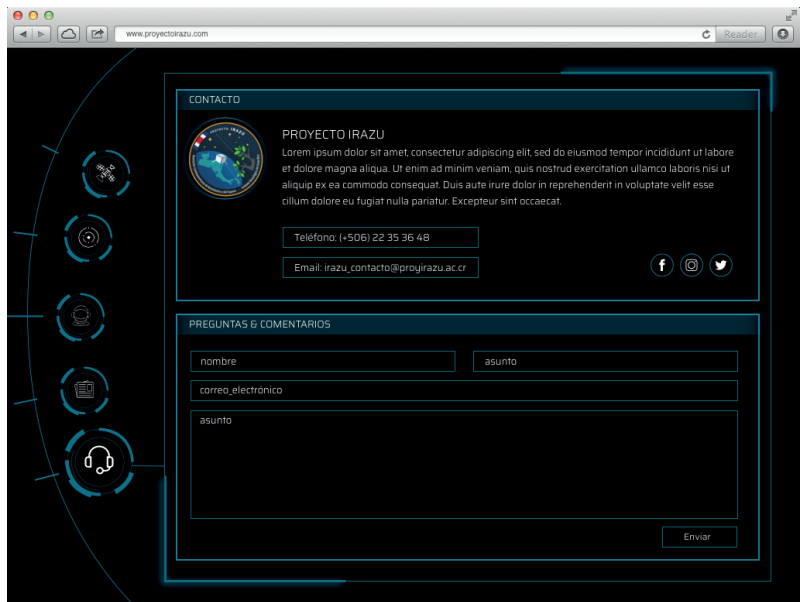 www.proyectoirazu.com
Reader
CONTACTO
PROYECTO IRAZU
PROYECTO IRAZU
Lorem ipsum dolor sit amet, consectetur adipiscing elit, sed do eiusmod tempor incididunt ut labore
et dolore magna aliqua. Ut enim ad minim veniam, quis nostrud exercitation ullamco laboris nisi ut
aliquip ex ea commodo consequat. Duis aute irure dolor in reprehenderit in voluptate velit esse
cillum dolore eu fugiat nulla pariatur. Excepteur sint occaecat.
Teléfono: (+506) 22 35 36 48
Email: irazu_contacto@proyirazu.ac.cr
PREGUNTAS & COMENTARIOS
nombre
asunto
correo_electrónico
asunto
Enviar